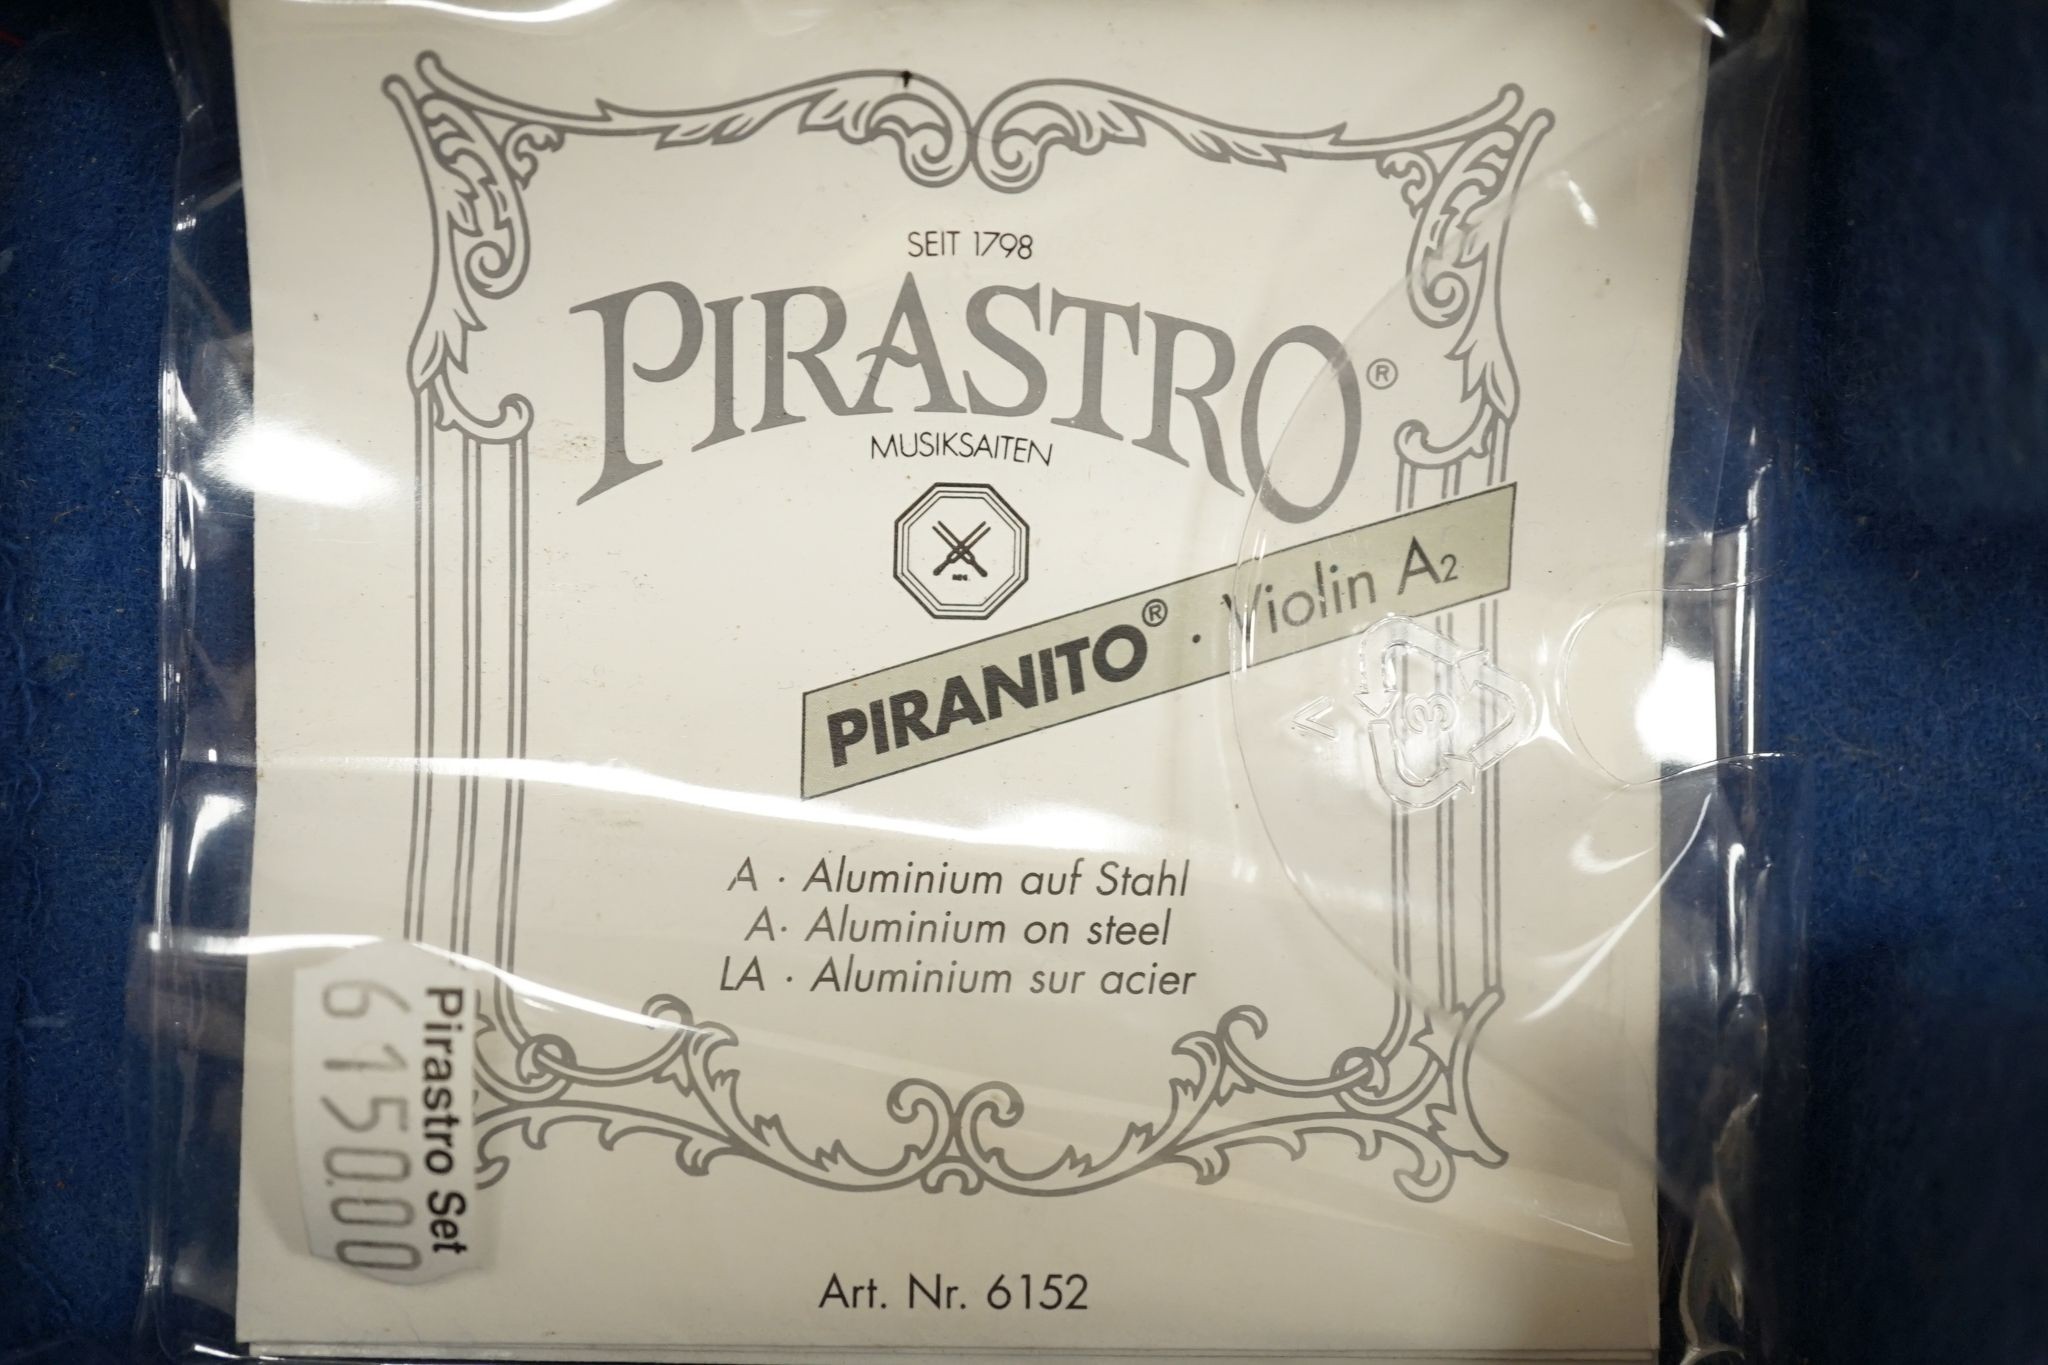 SEIT 1798
PIRASTRO®
MUSIKSAITEN
PIRANITO® · Violin A2
3
A · Aluminium auf Stahl
A · Aluminium on steel
LA · Aluminium sur acier
Pirastro Set
615000
Art. Nr. 6152